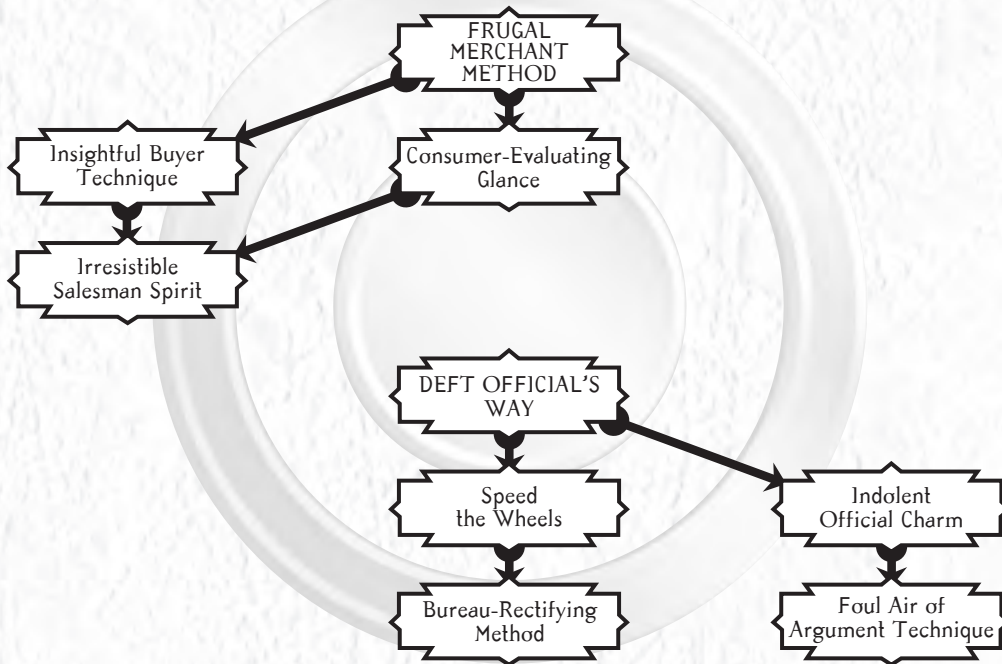 FRUGAL
MERCHANT
METHOD
Insightful Buyer
Technique
Consumer-Evaluating
Glance
Irresistible
Salesman Spirit
DEFT OFFICIAL'S
WAY
Speed
the Wheels
Indolent
Official Charm
Bureau-Rectifying
Method
Foul Air of
Argument Technique